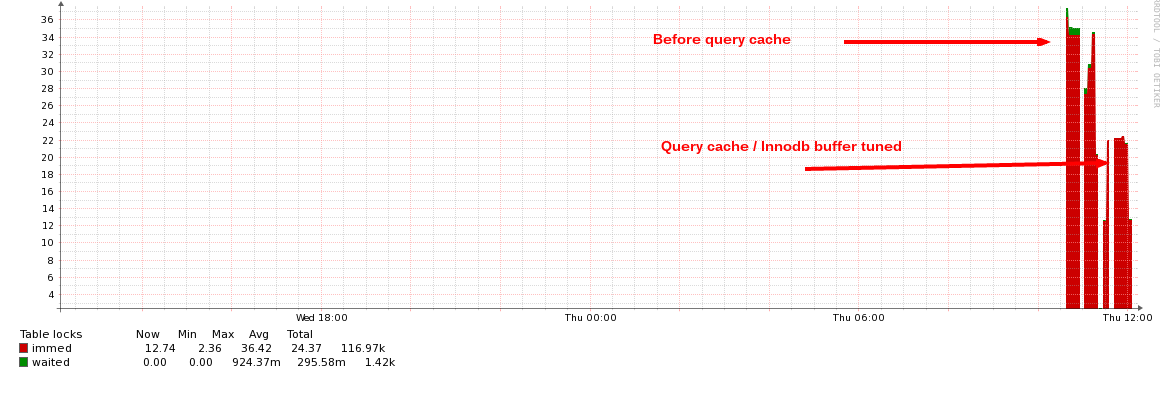 RRDTOOL / TOBI OETIKER
36
34
Before query cache
32
30
28
26
24
22
Query cache / Innodb buffer tuned
20
18
16
14
12
10
8
6
4
Wed 18:00 Thu 00:00 Thu 06:00 Thu 12:00
Table locks Now Min Max Avg Total
immed 12.74 2.36 36.42 24.37 116.97k
waited 0.00 0.00 924.37m 295.58m 1.42k